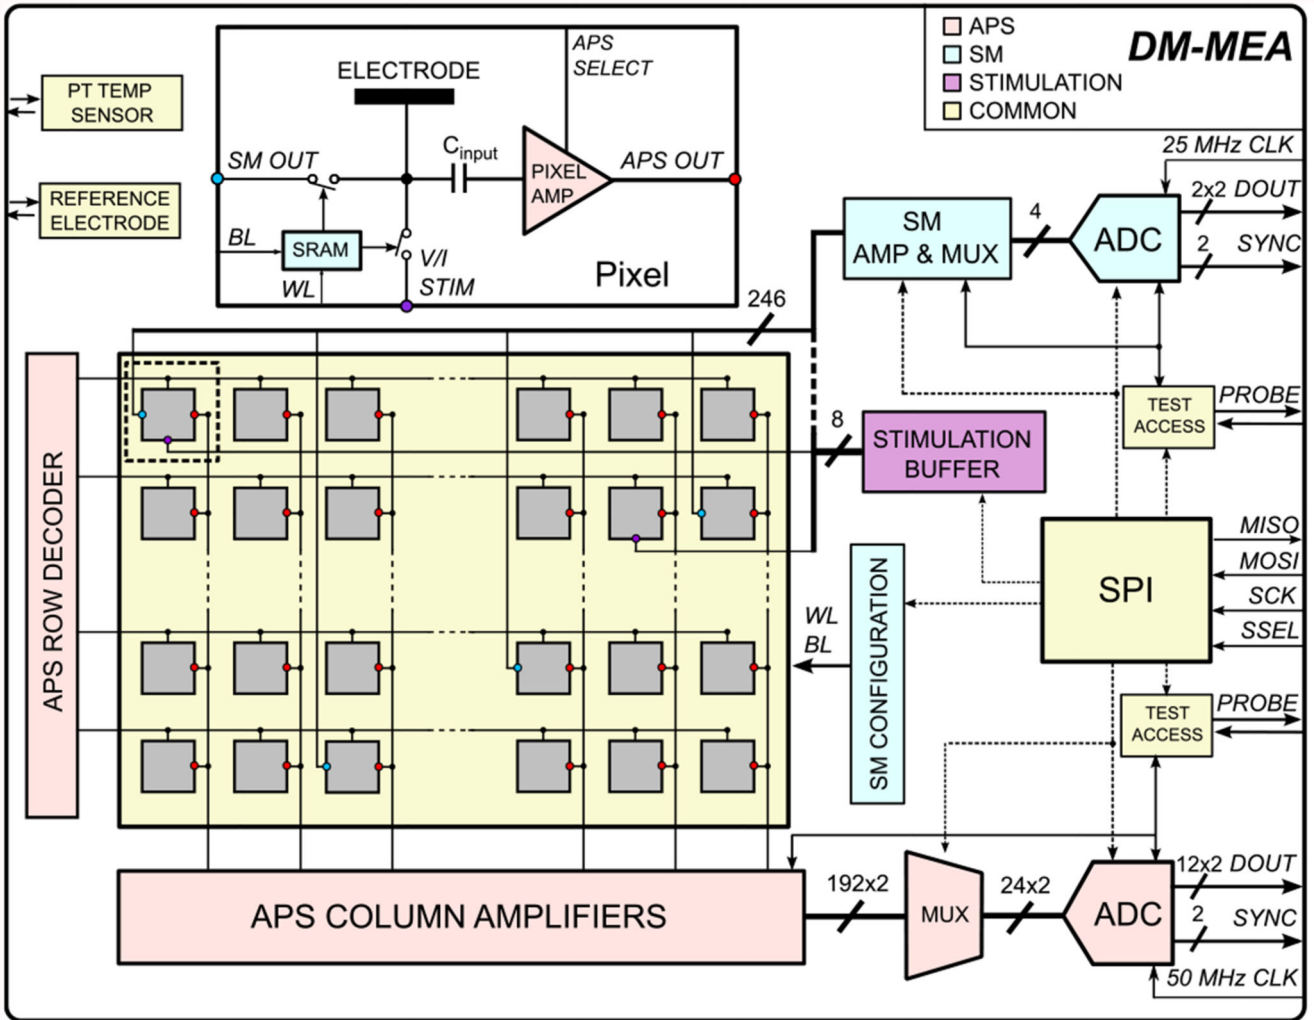 DM-MEA
APS
SM
STIMULATION
COMMON
PT TEMP
SENSOR
REFERENCE
ELECTRODE
APS
SELECT
ELECTRODE
SM OUT
Cinput
PIXEL
AMP
APS OUT
BL
SRAM
WL
V/I
STIM
Pixel
246
25 MHz CLK
SM
AMP & MUX
4
ADC
2x2 DOUT
2 SYNC
TEST
ACCESS
PROBE
8
STIMULATION
BUFFER
APS ROW DECODER
WL
BL
SM CONFIGURATION
SPI
MISO
MOSI
SCK
SSEL
TEST
ACCESS
PROBE
APS COLUMN AMPLIFIERS
192x2
MUX
24x2
ADC
12x2 DOUT
2 SYNC
50 MHz CLK